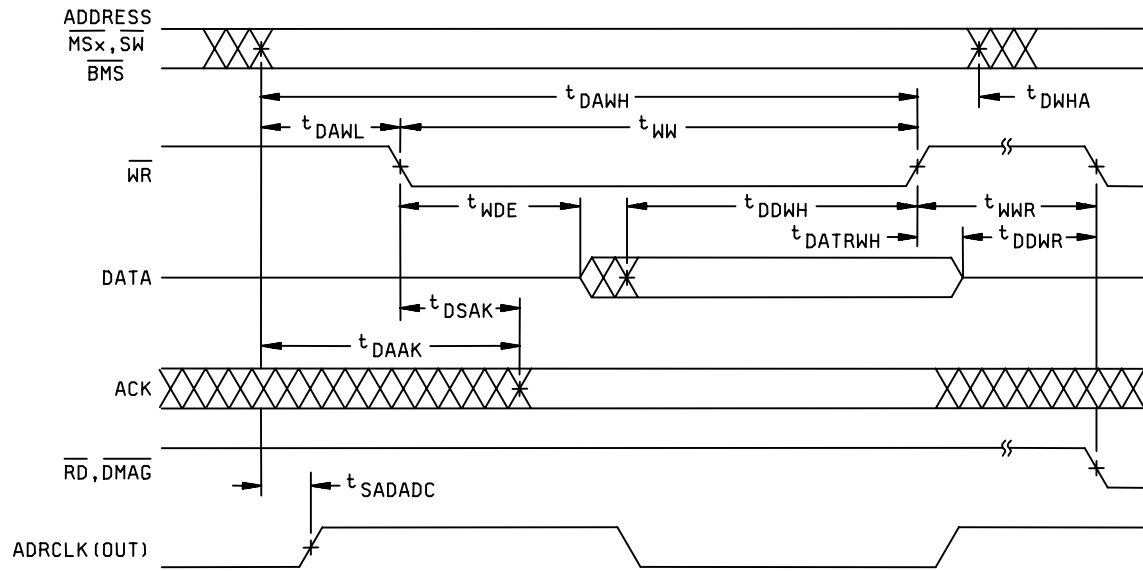 ADDRESS
MSx,SW
BMS
tDAWH
tDWHA
tDAWL
tWW
WR
tWDE
tDDWH
tWWR
tDATRWH
tDDWR
DATA
tDSAK
tDAAK
ACK
RD,DMAG
tSADADC
ADRCLK(OUT)